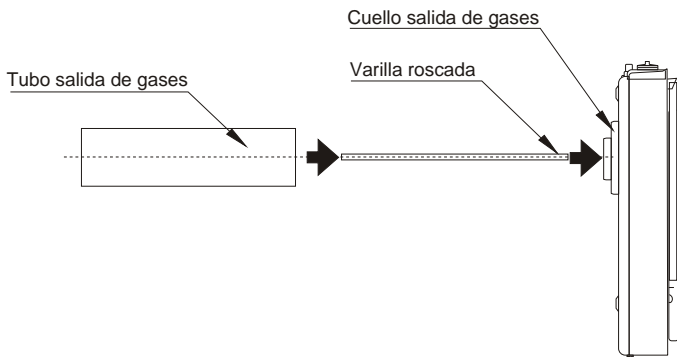 Cuello salida de gases
Varilla roscada
Tubo salida de gases